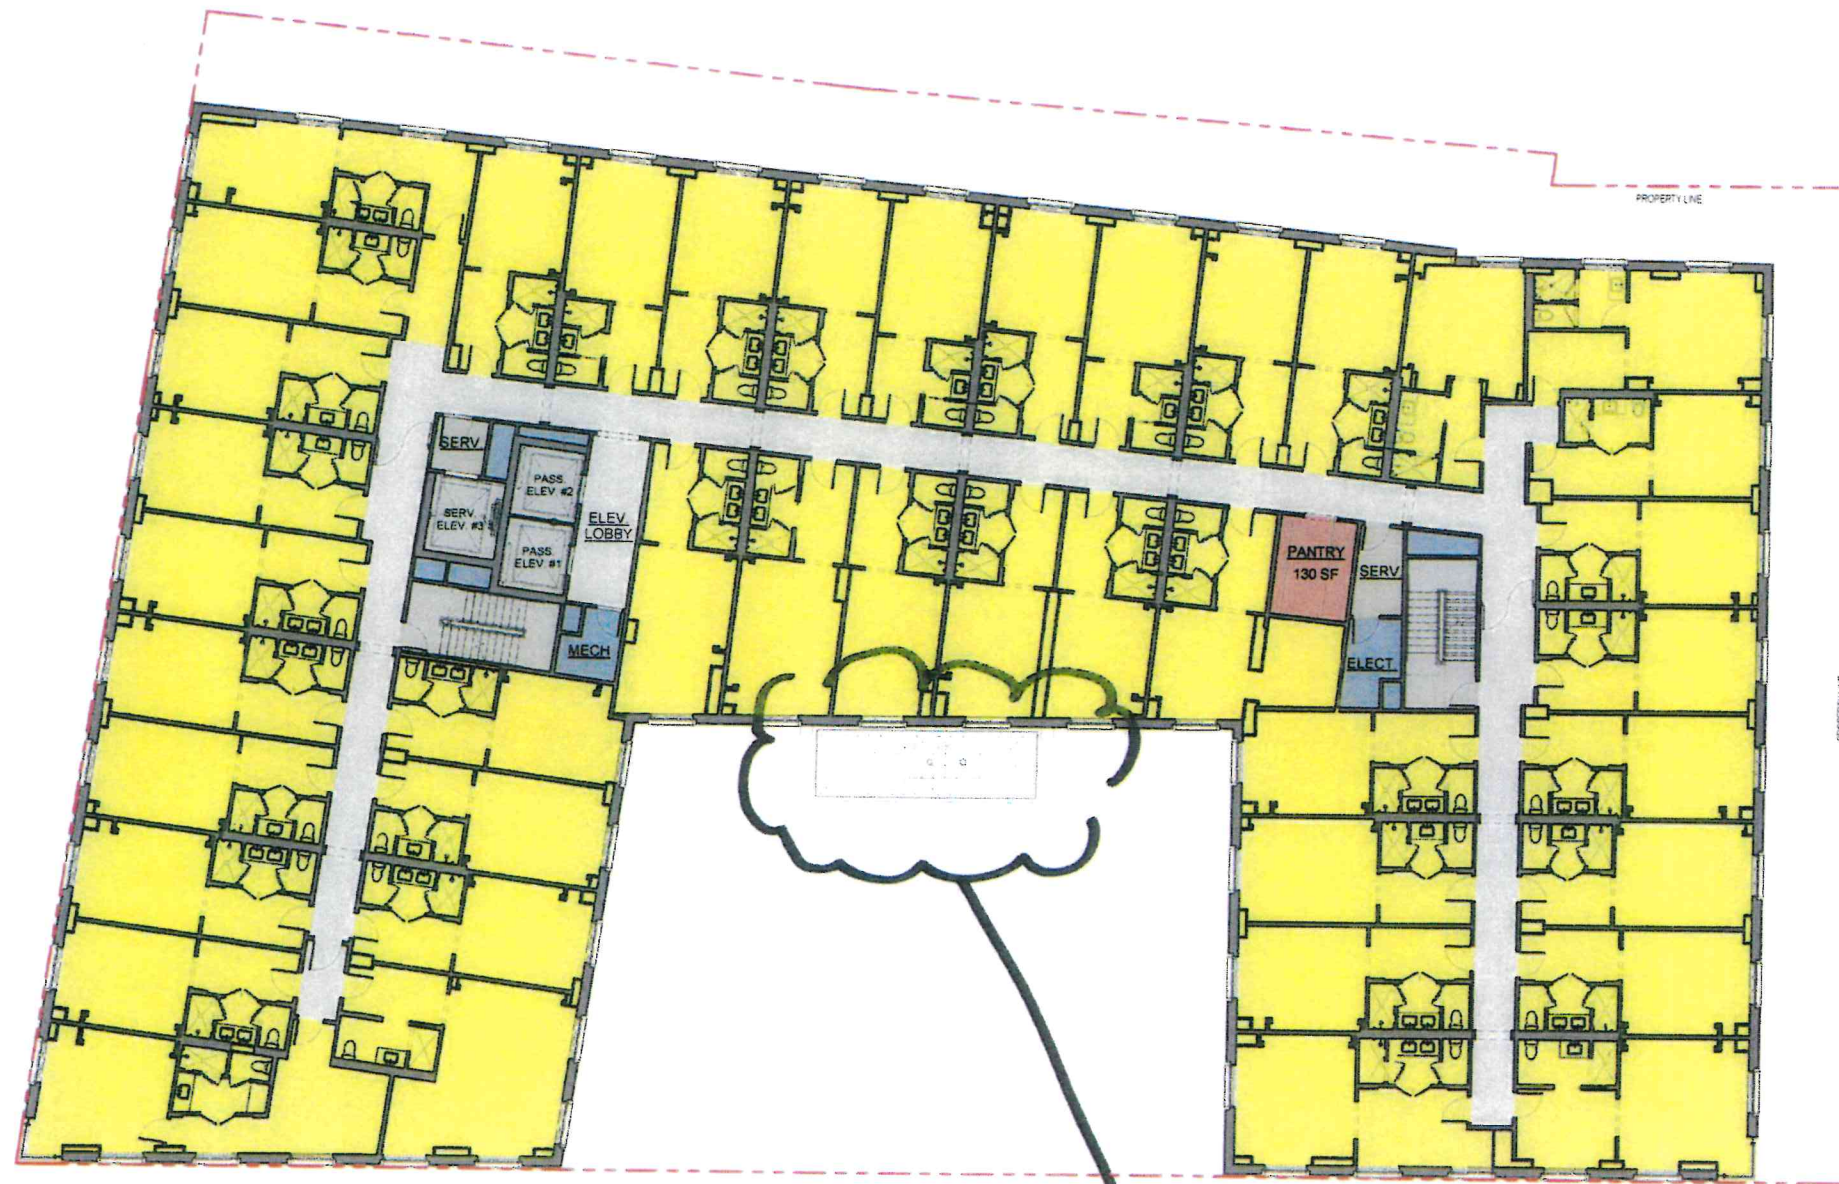 PROPERTY LINE
SERV.
PASS.
ELEV. #2
SERV.
ELEV. #3
ELEV.
LOBBY
PASS.
ELEV. #1
MECH
PANTRY
130 SF
SERV
ELECT.